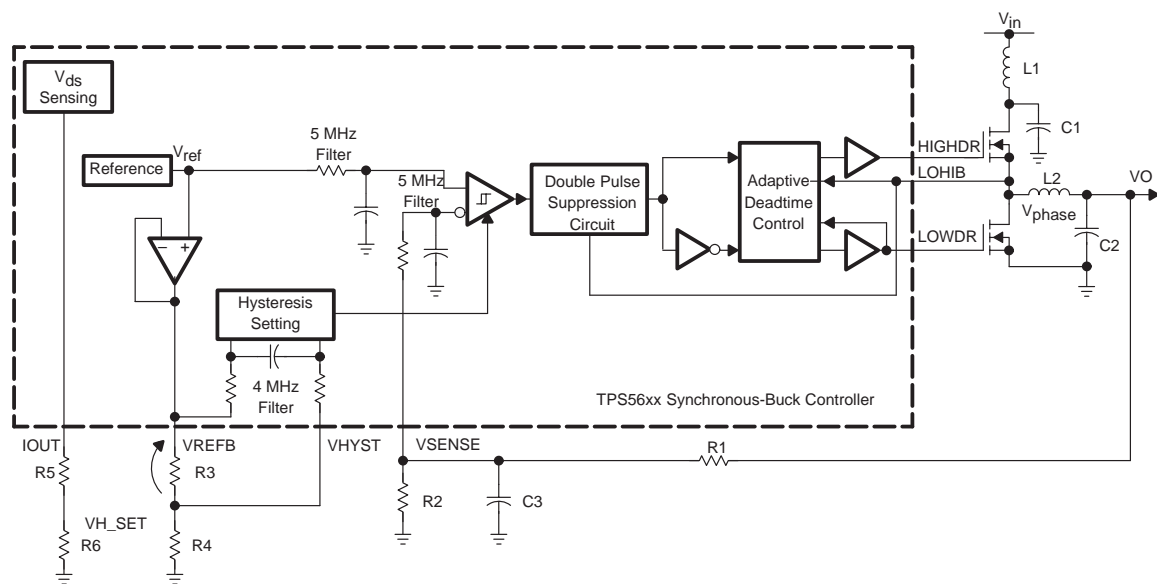 Vin
L1
Vds
Sensing
C1
5 MHz
Filter
HIGHDR
Vref
Reference
LOHIB
5 MHz
Filter
Double Pulse
Suppression
Circuit
Adaptive
Deadtime
Control
L2
VO
Vphase
LOWDR
C2
− +
Hysteresis
Setting
4 MHz
Filter
TPS56xx Synchronous-Buck Controller
IOUT
VREFB
VHYST
VSENSE
R1
R5
R3
R2
C3
VH_SET
R6
R4